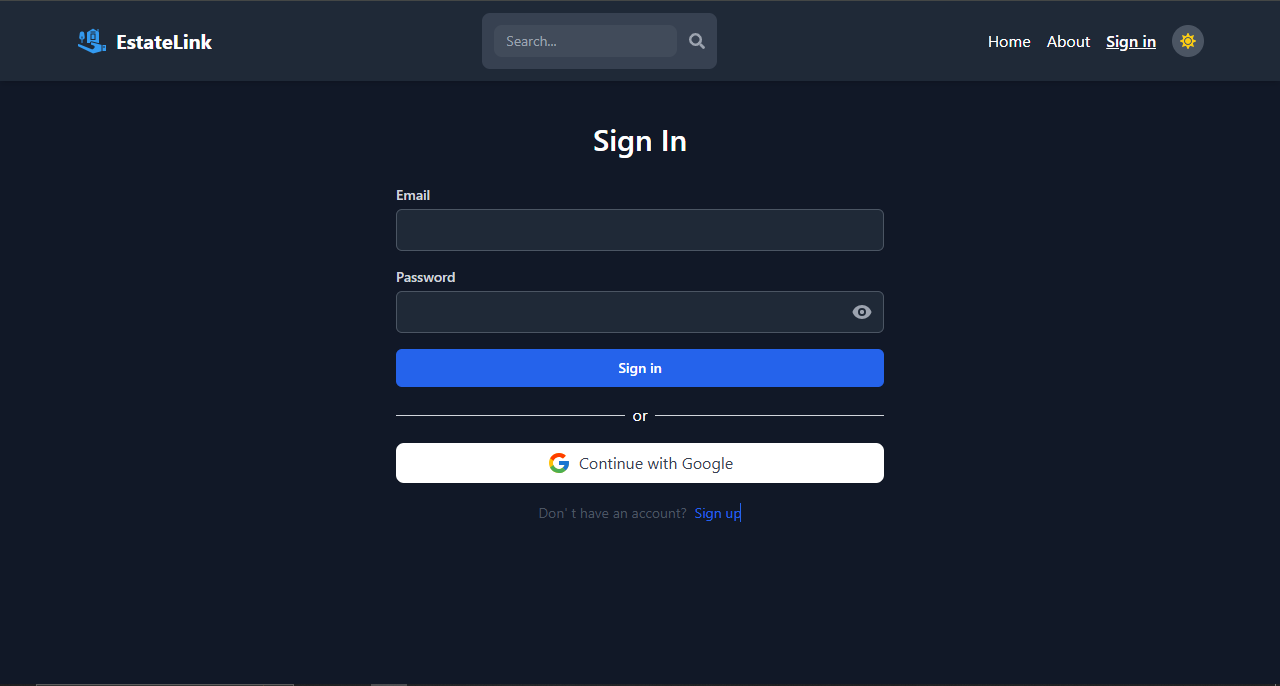 EstateLink
Search...
Home About Sign in
Sign In
Email
Password
Sign in
or
Continue with Google
Don' t have an account? Sign up